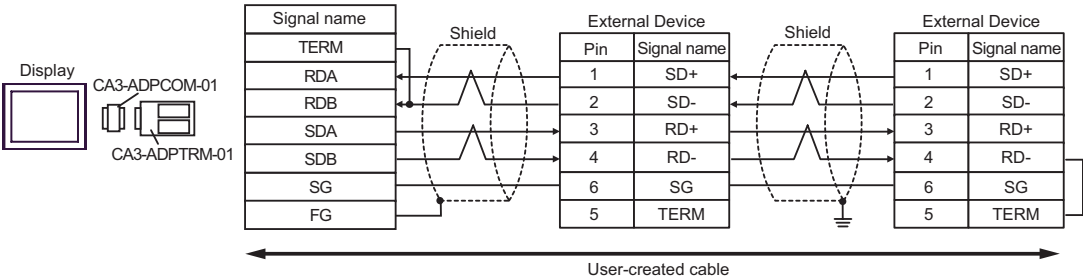 Display
CA3-ADPCOM-01
CA3-ADPTRM-01
Signal name
TERM
RDA
RDB
SDA
SDB
SG
FG
Shield
External Device
Pin Signal name
1 SD+
2 SD-
3 RD+
4 RD-
6 SG
5 TERM
Shield
External Device
Pin Signal name
1 SD+
2 SD-
3 RD+
4 RD-
6 SG
5 TERM
User-created cable